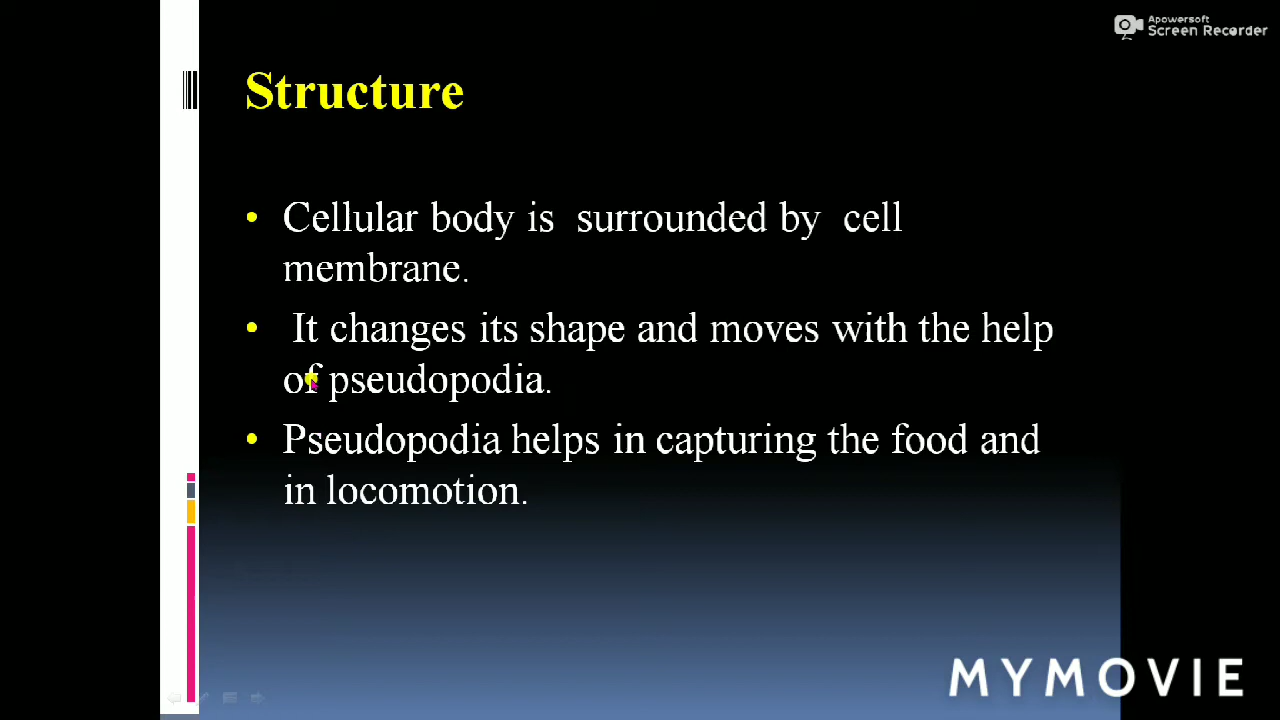 Apowersoft
Screen Recorder
Structure
• Cellular body is surrounded by cell
membrane.
• It changes its shape and moves with the help
of pseudopodia.
• Pseudopodia helps in capturing the food and
in locomotion.
MYMOVIE